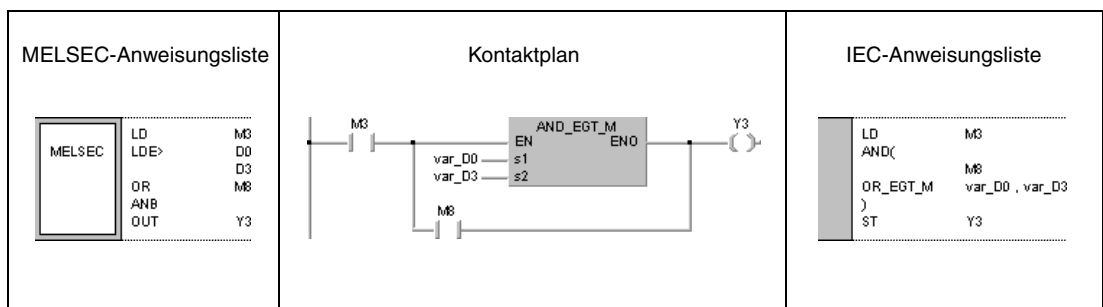 MELSEC-Anweisungsliste
Kontaktplan
IEC-Anweisungsliste
MELSEC
LD M3
LDE> D0
D3
OR M8
ANB
OUT Y3
M3
AND_EGT_M
Y3
EN ENO
var_D0 s1
var_D3 s2
M8
LD M3
AND(
M8
OR_EGT_M var_D0 , var_D3
)
ST Y3